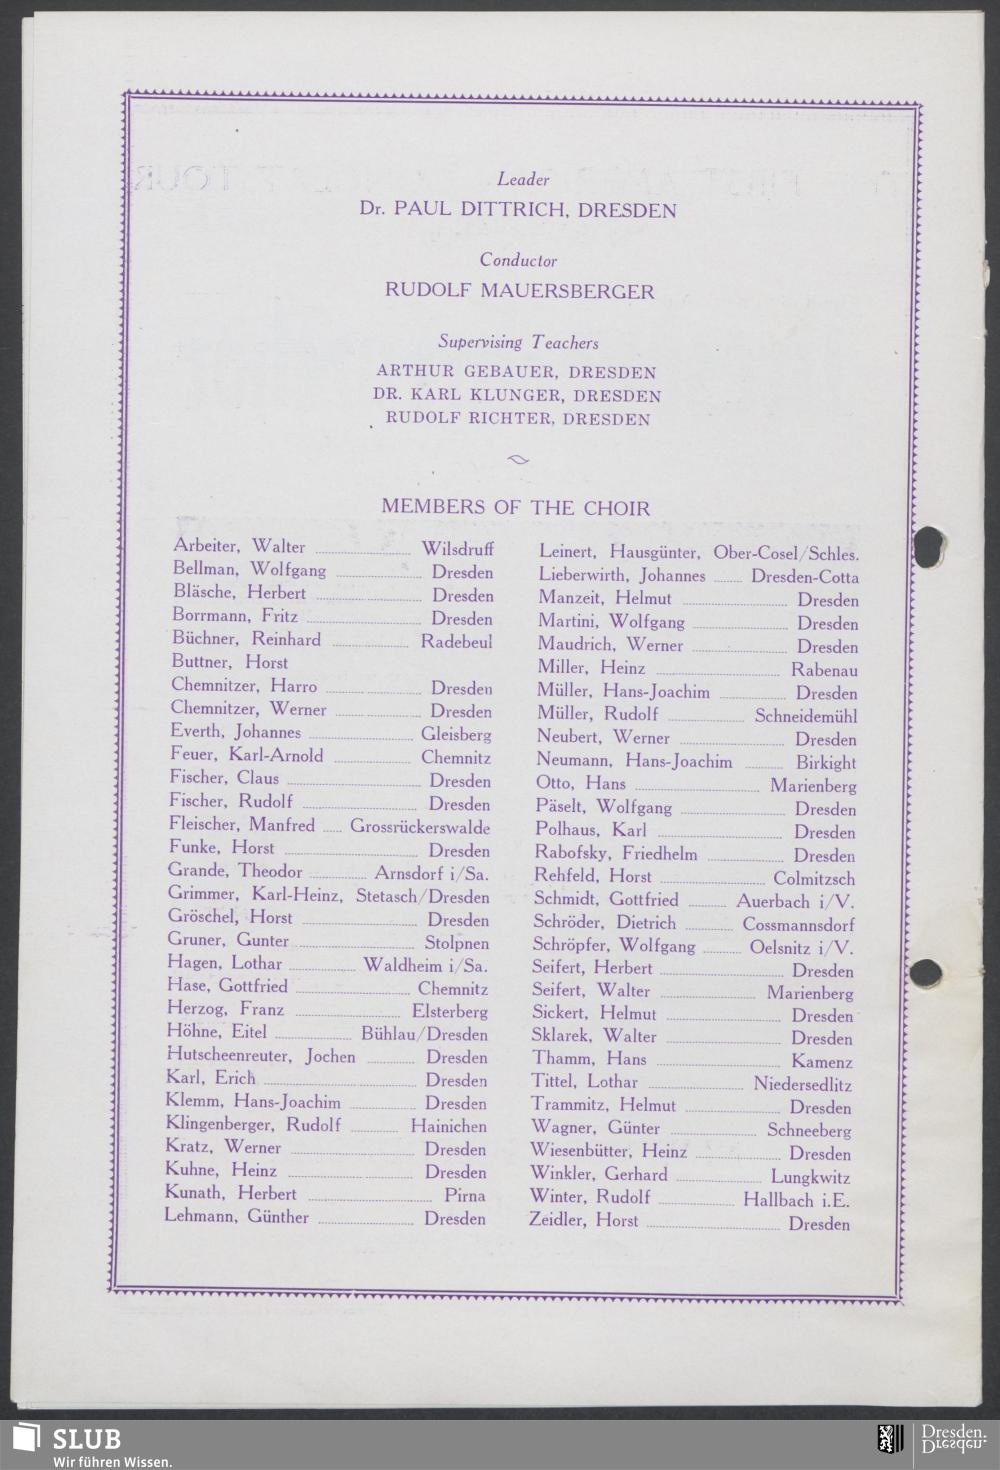 Leader
Dr. PAUL DITTRICH, DRESDEN
Conductor
RUDOLF MAUERSBERGER
Supervising Teachers
ARTHUR GEBAUER, DRESDEN
DR. KARL KLUNGER, DRESDEN
RUDOLF RICHTER, DRESDEN
MEMBERS OF THE CHOIR
Arbeiter, Walter Wilsdruff
Bellman, Wolfgang Dresden
Bläsche, Herbert Dresden
Borrmann, Fritz Dresden
Büchner, Reinhard Radebeul
Buttner, Horst
Chemnitzer, Harro Dresden
Chemnitzer, Werner Dresden
Everth, Johannes Gleisberg
Feuer, Karl-Arnold Chemnitz
Fischer, Claus Dresden
Fischer, Rudolf Dresden
Fleischer, Manfred Grossrückerswalde
Funke, Horst Dresden
Grande, Theodor Arnsdorf i/Sa.
Grimmer, Karl-Heinz, Stetasch/Dresden
Gröschel, Horst Dresden
Gruner, Gunter Stolpnen
Hagen, Lothar Waldheim i/Sa.
Hase, Gottfried Chemnitz
Herzog, Franz Elsterberg
Höhne, Eitel Bühlau/Dresden
Hutscheenreuter, Jochen Dresden
Karl, Erich Dresden
Klemm, Hans-Joachim Dresden
Klingenberger, Rudolf Hainichen
Kratz, Werner Dresden
Kuhne, Heinz Dresden
Kunath, Herbert Pirna
Lehmann, Günther Dresden
Leinert, Hausgünter, Ober-Cosel/Schles.
Lieberwirth, Johannes Dresden-Cotta
Manzeit, Helmut Dresden
Martini, Wolfgang Dresden
Maudrich, Werner Dresden
Miller, Heinz Rabenau
Müller, Hans-Joachim Dresden
Müller, Rudolf Schneidemühl
Neubert, Werner Dresden
Neumann, Hans-Joachim Birkight
Otto, Hans Marienberg
Päselt, Wolfgang Dresden
Polhaus, Karl Dresden
Rabofsky, Friedhelm Dresden
Rehfeld, Horst Colmitzsch
Schmidt, Gottfried Auerbach i/V.
Schröder, Dietrich Cossmannsdorf
Schröpfer, Wolfgang Oelsnitz i/V.
Seifert, Herbert Dresden
Seifert, Walter Marienberg
Sickert, Helmut Dresden
Sklarek, Walter Dresden
Thamm, Hans Kamenz
Tittel, Lothar Niedersedlitz
Trammitz, Helmut Dresden
Wagner, Günter Schneeberg
Wiesenbütter, Heinz Dresden
Winkler, Gerhard Lungkwitz
Winter, Rudolf Hallbach i.E.
Zeidler, Horst Dresden
SLUB
Wir führen Wissen.
Dresden.
Dresden.